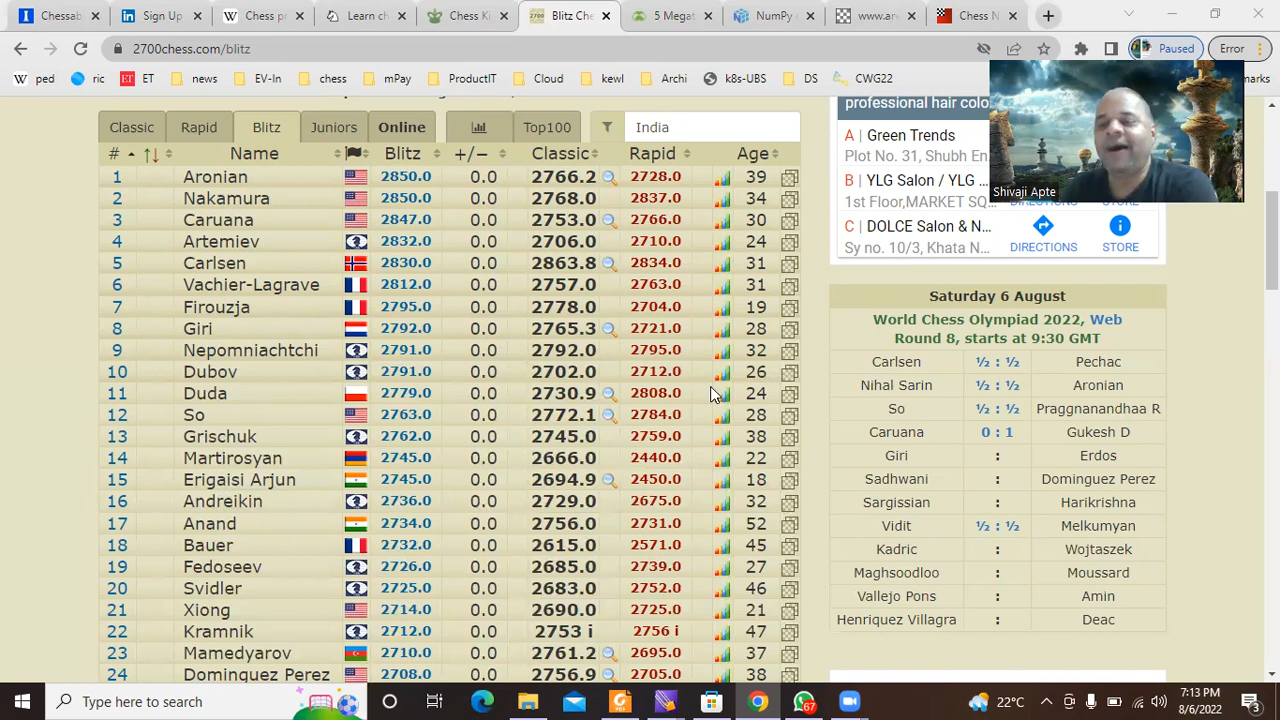 Chessab
Sign Up
Chess pr
Learn ch
Chess Ki
Blitz Che
5 Megat
NumPy a
www.are
Chess N
2700chess.com/blitz
Paused
Error
ped
ric
ET
news
EV-In
chess
mPay
ProductIT
Cloud
kewl
Archi
k8s-UBS
DS
CWG22
Classic
Rapid
Blitz
Juniors
Online
Top100
India
# Name Blitz +/− Classic Rapid Age
1 Aronian 2850.0 0.0 2766.2 2728.0 39
2 Nakamura 2850.0 0.0 2768.0 2837.0 34
3 Caruana 2847.0 0.0 2753.0 2766.0 30
4 Artemiev 2832.0 0.0 2706.0 2710.0 24
5 Carlsen 2830.0 0.0 2863.8 2834.0 31
6 Vachier-Lagrave 2812.0 0.0 2757.0 2763.0 31
7 Firouzja 2795.0 0.0 2778.0 2704.0 19
8 Giri 2792.0 0.0 2765.3 2721.0 28
9 Nepomniachtchi 2791.0 0.0 2792.0 2795.0 32
10 Dubov 2791.0 0.0 2702.0 2712.0 26
11 Duda 2779.0 0.0 2730.9 2808.0 24
12 So 2763.0 0.0 2772.1 2784.0 28
13 Grischuk 2762.0 0.0 2745.0 2759.0 38
14 Martirosyan 2745.0 0.0 2666.0 2440.0 22
15 Erigaisi Arjun 2745.0 0.0 2694.9 2450.0 18
16 Andreikin 2736.0 0.0 2729.0 2675.0 32
17 Anand 2734.0 0.0 2756.0 2731.0 52
18 Bauer 2732.0 0.0 2615.0 2571.0 45
19 Fedoseev 2726.0 0.0 2685.0 2739.0 27
20 Svidler 2725.0 0.0 2683.0 2752.0 46
21 Xiong 2714.0 0.0 2690.0 2725.0 21
22 Kramnik 2712.0 0.0 2753 i 2756 i 47
23 Mamedyarov 2710.0 0.0 2761.2 2695.0 37
24 Dominguez Perez 2708.0 0.0 2756.9 2705.0 38
professional hair colo
A | Green Trends
Plot No. 31, Shubh En
B | YLG Salon / YLG ...
1st Floor,MARKET SQ
C | DOLCE Salon & N...
Sy no. 10/3, Khata N
DIRECTIONS
STORE
Shivaji Apte
Saturday 6 August
World Chess Olympiad 2022, Web
Round 8, starts at 9:30 GMT
Carlsen ½ : ½ Pechac
Nihal Sarin ½ : ½ Aronian
So ½ : ½ Praggnanandhaa R
Caruana 0 : 1 Gukesh D
Giri : Erdos
Sadhwani : Dominguez Perez
Sargissian : Harikrishna
Vidit ½ : ½ Melkumyan
Kadric : Wojtaszek
Maghsoodloo : Moussard
Vallejo Pons : Amin
Henriquez Villagra : Deac
Type here to search
67
22°C
7:13 PM
8/6/2022
3